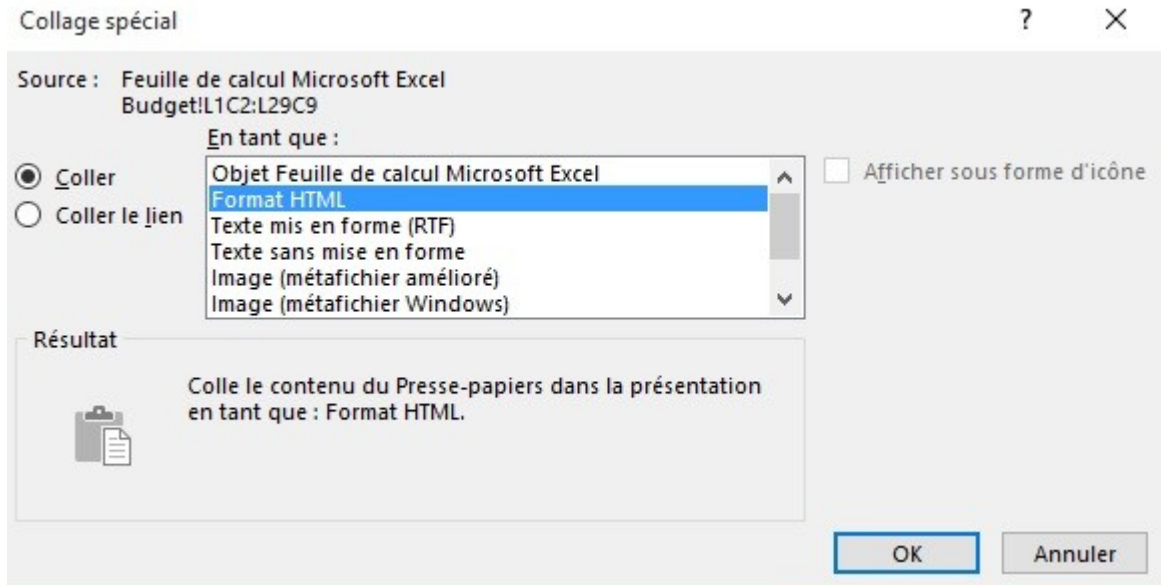 Collage spécial
? ×
Source : Feuille de calcul Microsoft Excel
Budget!L1C2:L29C9
En tant que :
Coller
Coller le lien
Objet Feuille de calcul Microsoft Excel
Format HTML
Texte mis en forme (RTF)
Texte sans mise en forme
Image (métafichier amélioré)
Image (métafichier Windows)
Afficher sous forme d'icône
Résultat
Colle le contenu du Presse-papiers dans la présentation
en tant que : Format HTML.
OK Annuler